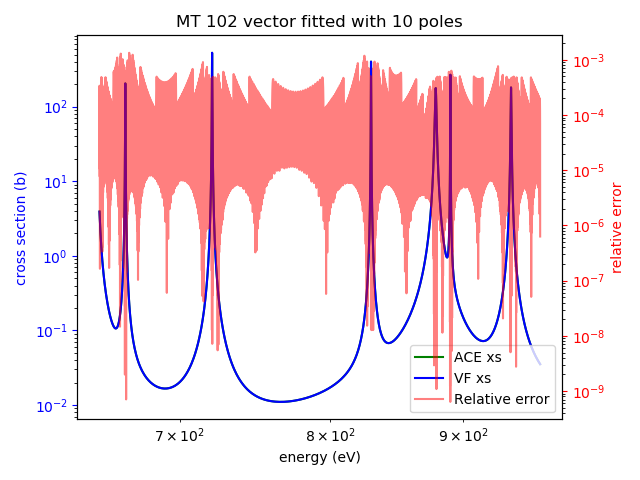 MT 102 vector fitted with 10 poles
cross section (b)
10²
10¹
10⁰
10⁻¹
10⁻²
10⁻³
10⁻⁴
10⁻⁵
10⁻⁶
10⁻⁷
10⁻⁸
10⁻⁹
relative error
ACE xs
VF xs
Relative error
7 × 10² 8 × 10² 9 × 10²
energy (eV)